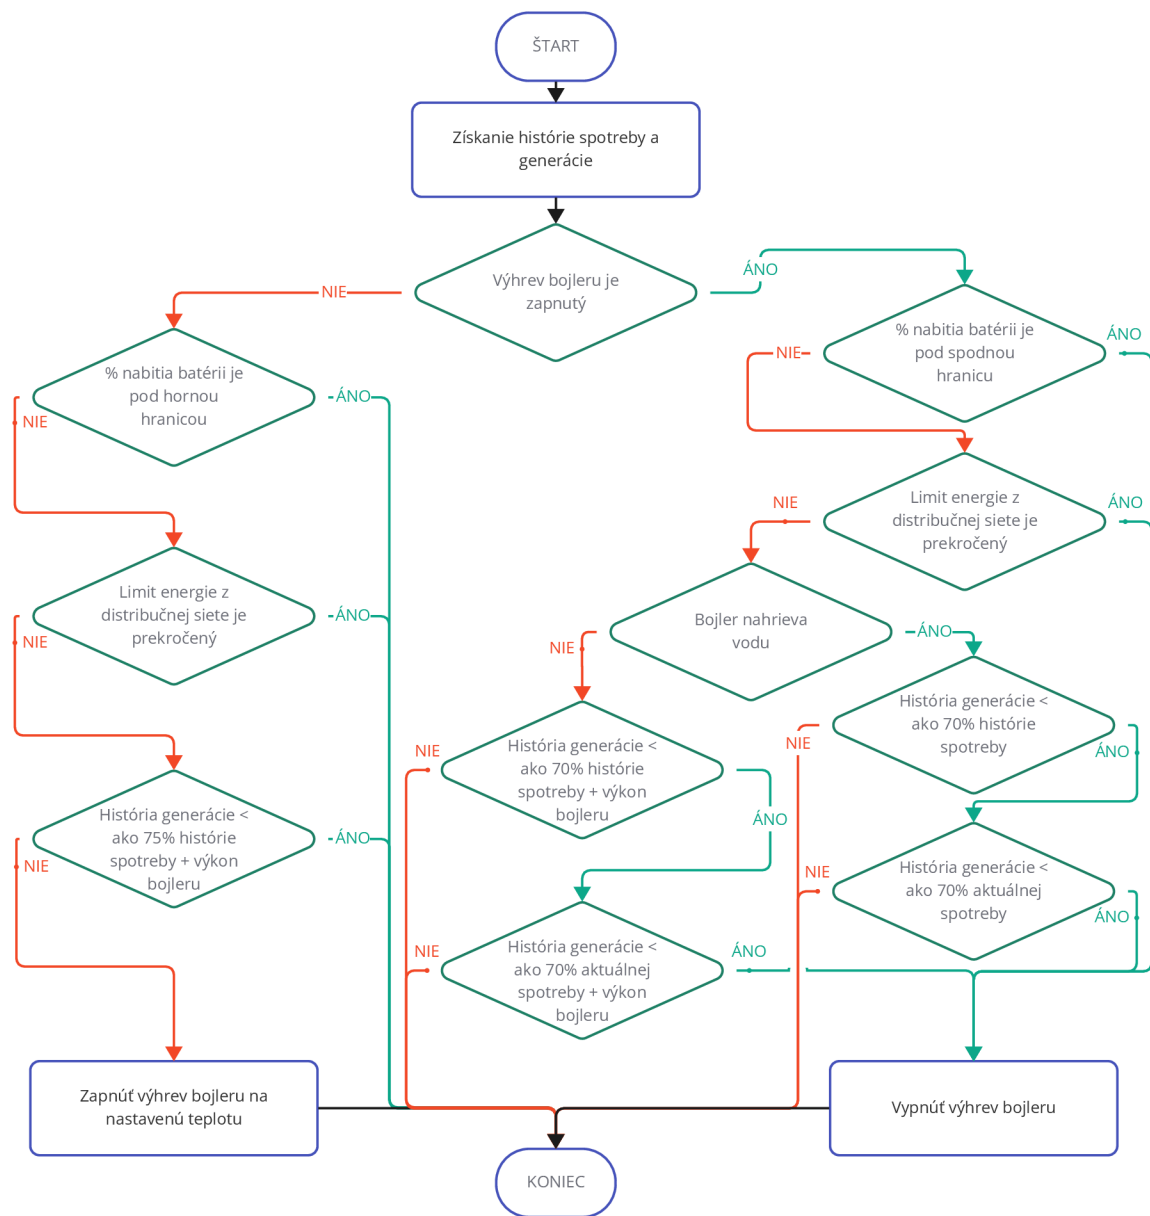 ŠTART
Získanie histórie spotreby a
generácie
Výhrev bojleru je
zapnutý
NIE
ÁNO
% nabitia batérii je
pod hornou
hranicou
NIE
ÁNO
% nabitia batérii je
pod spodnou
hranicu
NIE
ÁNO
Limit energie z
distribučnej siete je
prekročený
NIE
ÁNO
Limit energie z
distribučnej siete je
prekročený
NIE
ÁNO
Bojler nahrieva
vodu
NIE
ÁNO
História generácie <
ako 70% histórie
spotreby
NIE
ÁNO
História generácie <
ako 70% histórie
spotreby + výkon
bojleru
NIE
ÁNO
História generácie <
ako 75% histórie
spotreby + výkon
bojleru
NIE
ÁNO
História generácie <
ako 70% aktuálnej
spotreby
NIE
ÁNO
História generácie <
ako 70% aktuálnej
spotreby + výkon
bojleru
NIE
ÁNO
Zapnúť výhrev bojleru na
nastavenú teplotu
Vypnúť výhrev bojleru
KONIEC